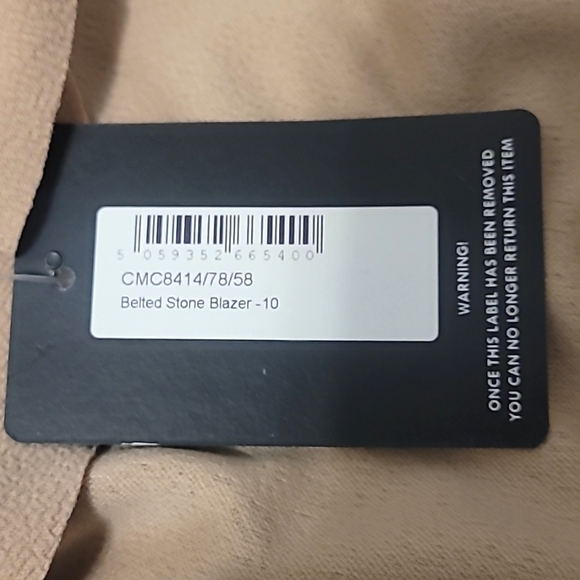 5 059352 665400
CMC8414/78/58
Belted Stone Blazer -10
WARNING!
ONCE THIS LABEL HAS BEEN REMOVED
YOU CAN NO LONGER RETURN THIS ITEM